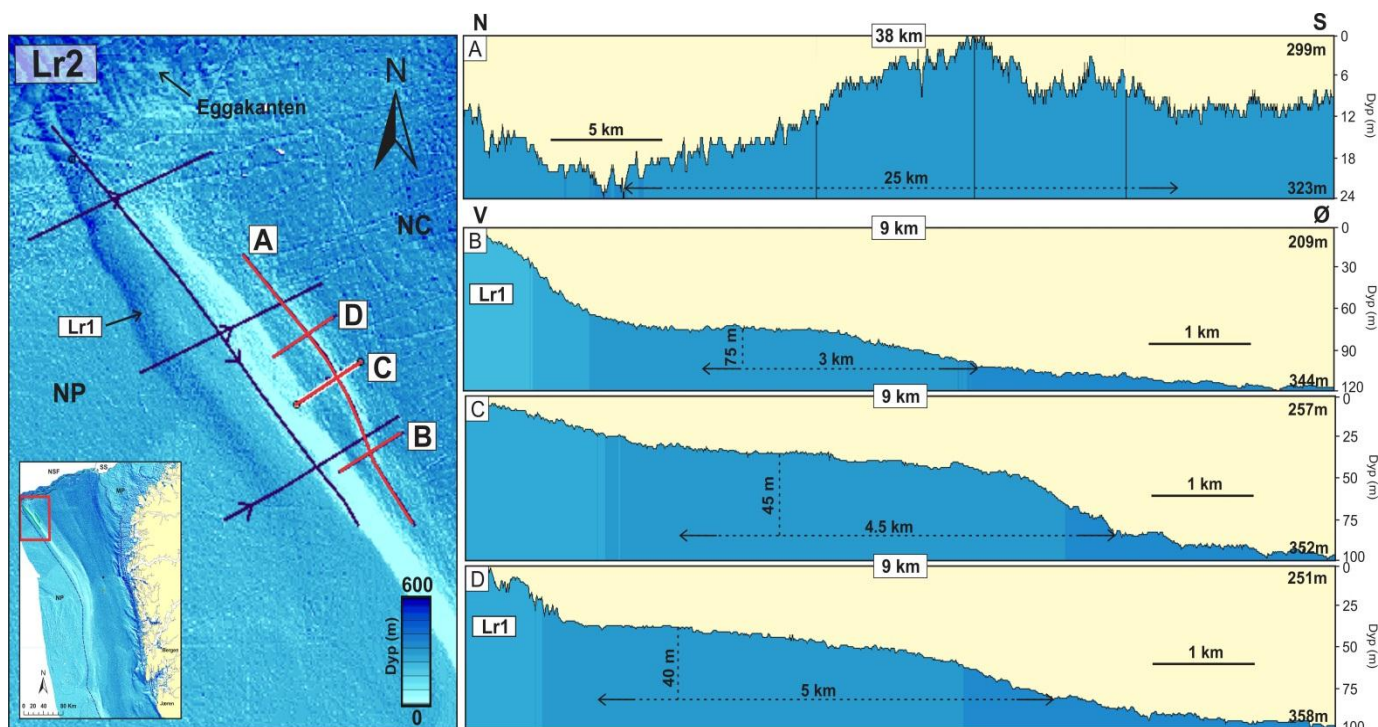 Lr2
Eggakanten
N
NC
A
D
Lr1
C
NP
B
NSF
SS
MP
NP
Bergen
Jæren
N
0 20 40 80 Km
600
Dyp (m)
0
N
38 km
S
A
299m
0
6
12
18
24
Dyp (m)
5 km
25 km
323m
V
9 km
Ø
B
209m
0
30
60
90
120
Dyp (m)
Lr1
1 km
75 m
3 km
344m
9 km
C
257m
0
25
50
75
100
Dyp (m)
1 km
45 m
4.5 km
352m
9 km
D
251m
0
25
50
75
100
Dyp (m)
Lr1
1 km
40 m
5 km
358m